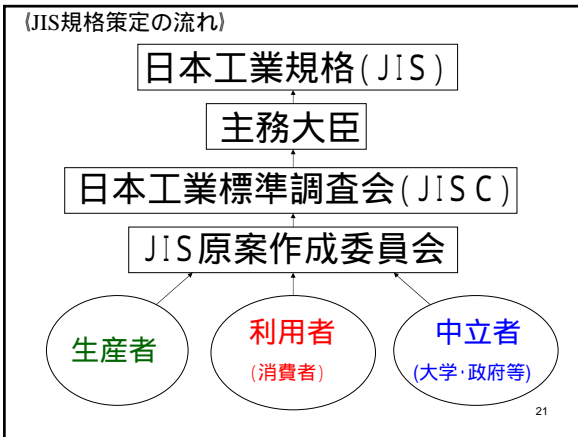 《JIS規格策定の流れ》
日本工業規格(JIS)
主務大臣
日本工業標準調査会(JISC)
JIS原案作成委員会
生産者
利用者
(消費者)
中立者
(大学・政府等)
21